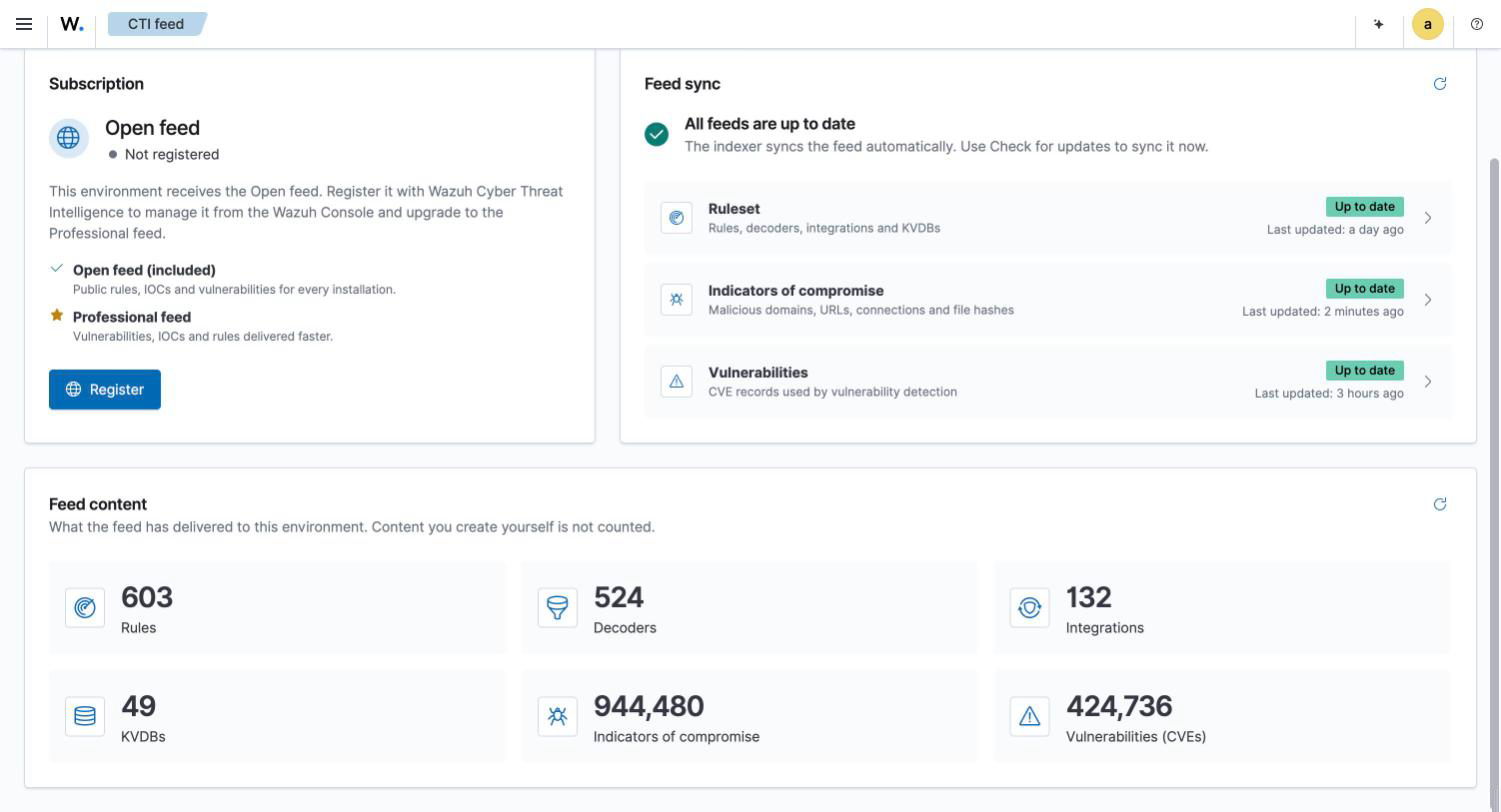 W.
CTI feed
a
Subscription
Open feed
Not registered
This environment receives the Open feed. Register it with Wazuh Cyber Threat
Intelligence to manage it from the Wazuh Console and upgrade to the
Professional feed.
Open feed (included)
Public rules, IOCs and vulnerabilities for every installation.
Professional feed
Vulnerabilities, IOCs and rules delivered faster.
Register
Feed sync
All feeds are up to date
The indexer syncs the feed automatically. Use Check for updates to sync it now.
Ruleset
Rules, decoders, integrations and KVDBs
Up to date
Last updated: a day ago
Indicators of compromise
Malicious domains, URLs, connections and file hashes
Up to date
Last updated: 2 minutes ago
Vulnerabilities
CVE records used by vulnerability detection
Up to date
Last updated: 3 hours ago
Feed content
What the feed has delivered to this environment. Content you create yourself is not counted.
603
Rules
524
Decoders
132
Integrations
49
KVDBs
944,480
Indicators of compromise
424,736
Vulnerabilities (CVEs)